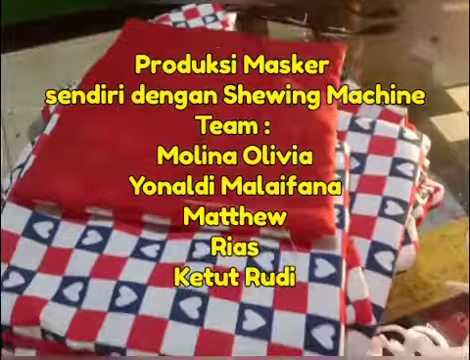 Produksi Masker
sendiri dengan Shewing Machine
Team :
Molina Olivia
Yonaldi Malaifana
Matthew
Rias
Ketut Rudi